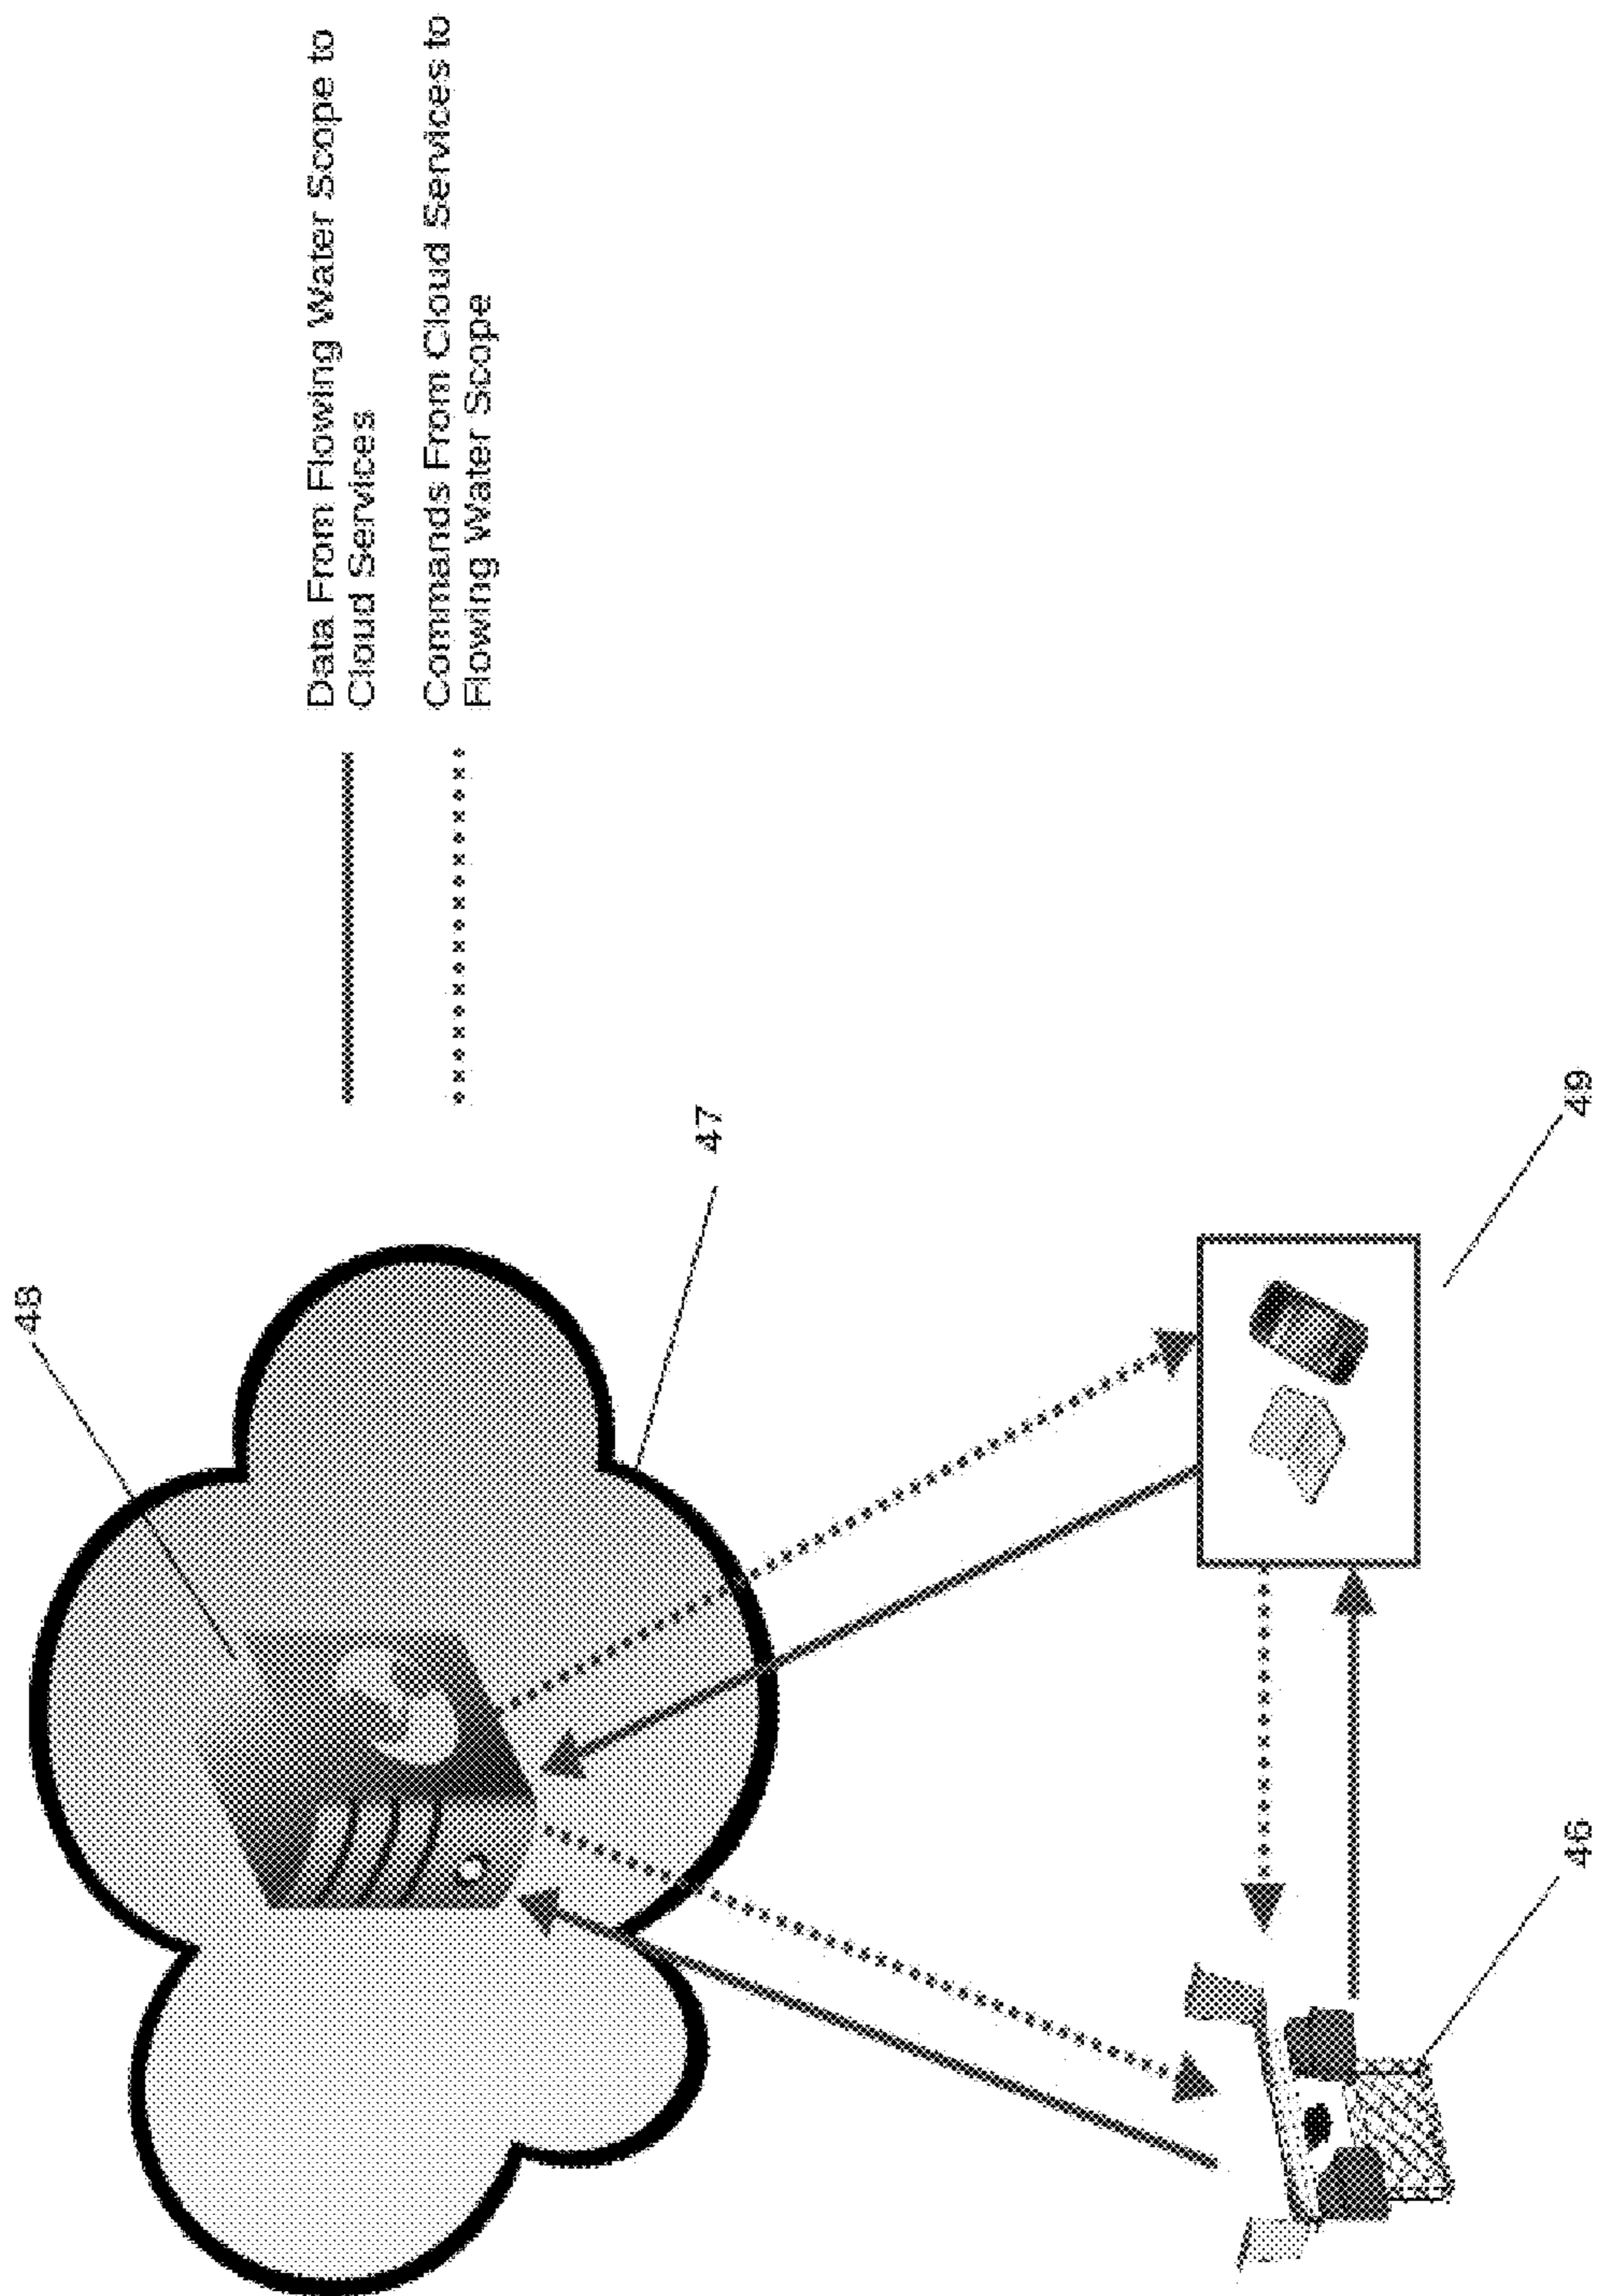 Data From Flowing Water Scope to
Cloud Services
Commands From Cloud Services to
Flowing Water Scope
48
47
49
46